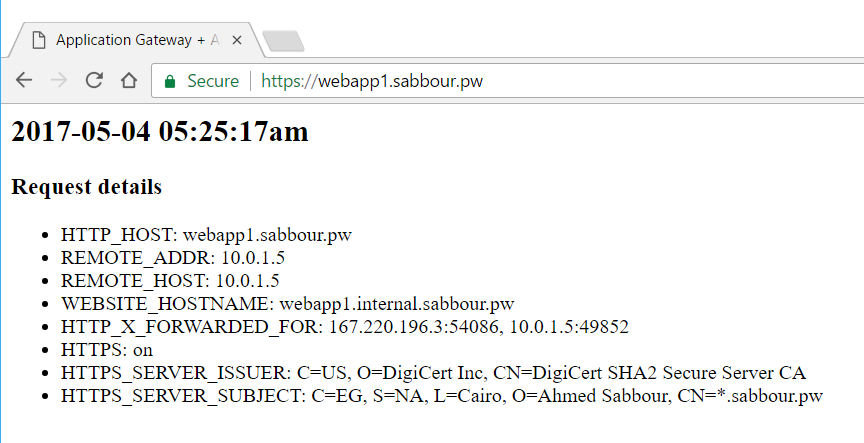 Application Gateway + A
Secure https://webapp1.sabbour.pw
2017-05-04 05:25:17am
Request details
HTTP_HOST: webapp1.sabbour.pw
REMOTE_ADDR: 10.0.1.5
REMOTE_HOST: 10.0.1.5
WEBSITE_HOSTNAME: webapp1.internal.sabbour.pw
HTTP_X_FORWARDED_FOR: 167.220.196.3:54086, 10.0.1.5:49852
HTTPS: on
HTTPS_SERVER_ISSUER: C=US, O=DigiCert Inc, CN=DigiCert SHA2 Secure Server CA
HTTPS_SERVER_SUBJECT: C=EG, S=NA, L=Cairo, O=Ahmed Sabbour, CN=*.sabbour.pw